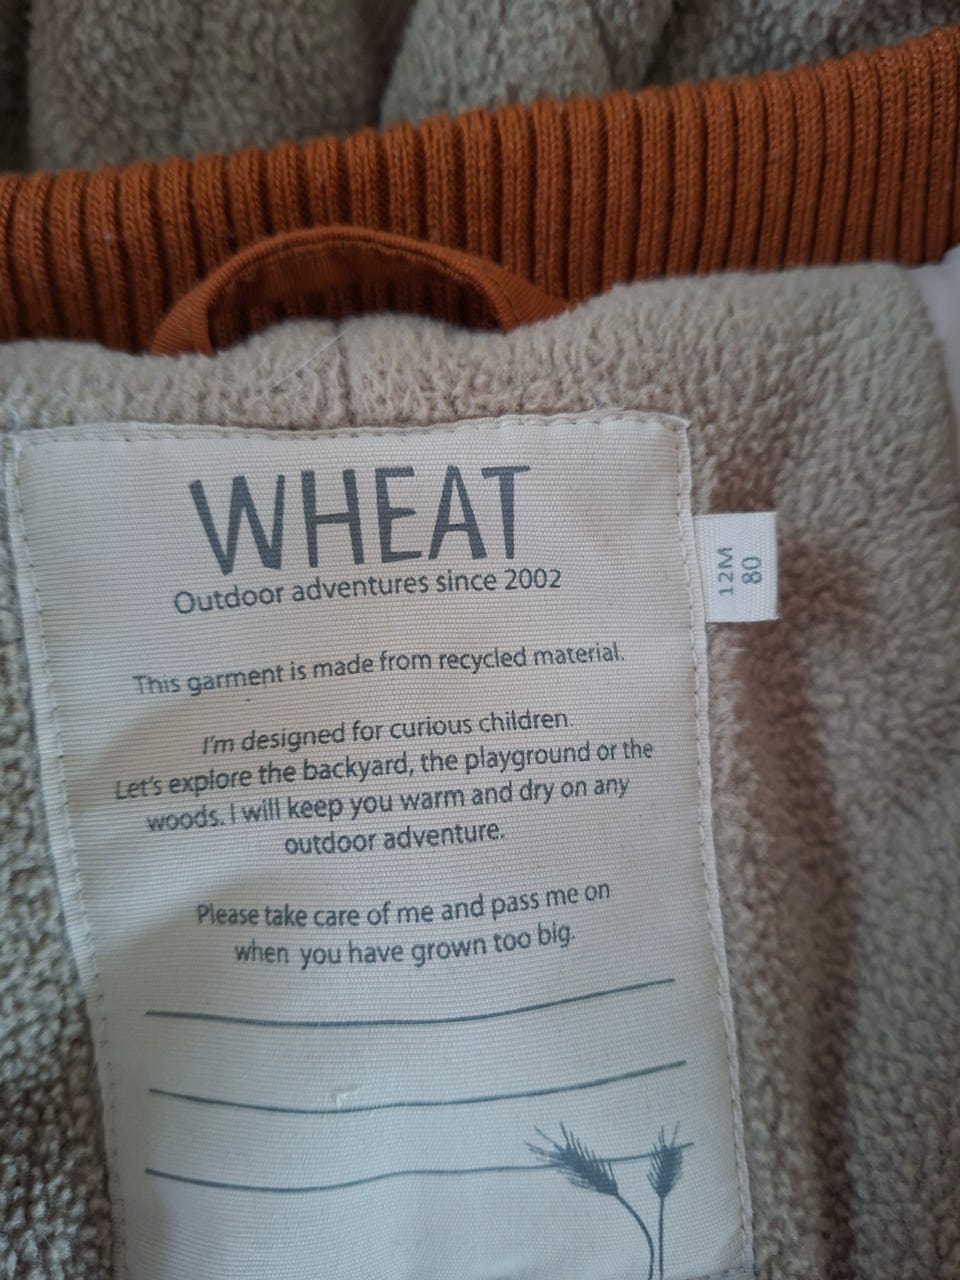 WHEAT
Outdoor adventures since 2002
This garment is made from recycled material.
I'm designed for curious children.
Let's explore the backyard, the playground or the
woods. I will keep you warm and dry on any
outdoor adventure.
Please take care of me and pass me on
when you have grown too big.
12M
80